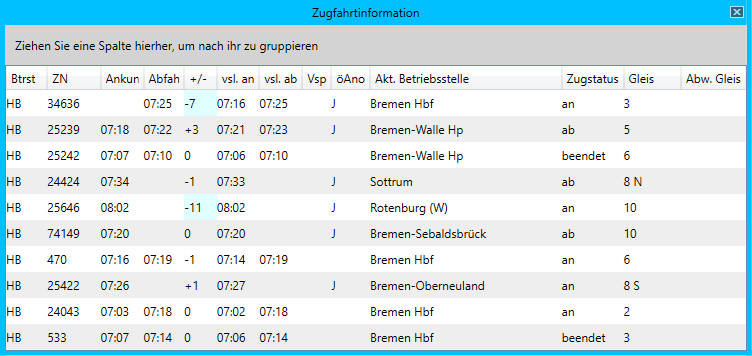 Zugfahrtinformation
Ziehen Sie eine Spalte hierher, um nach ihr zu gruppieren
Btrst ZN Ankun Abfah +/- vsl. an vsl. ab Vsp öAno Akt. Betriebsstelle Zugstatus Gleis Abw. Gleis
HB 34636 07:25 -7 07:16 07:25 J Bremen Hbf an 3
HB 25239 07:18 07:22 +3 07:21 07:23 J Bremen-Walle Hp ab 5
HB 25242 07:07 07:10 0 07:06 07:10 Bremen-Walle Hp beendet 6
HB 24424 07:34 -1 07:33 J Sottrum ab 8 N
HB 25646 08:02 -11 08:02 J Rotenburg (W) an 10
HB 74149 07:20 0 07:20 J Bremen-Sebaldsbrück ab 10
HB 470 07:16 07:19 -1 07:14 07:19 Bremen Hbf an 6
HB 25422 07:26 +1 07:27 J Bremen-Oberneuland an 8 S
HB 24043 07:03 07:18 0 07:02 07:18 Bremen Hbf an 2
HB 533 07:07 07:14 0 07:06 07:14 Bremen Hbf beendet 3